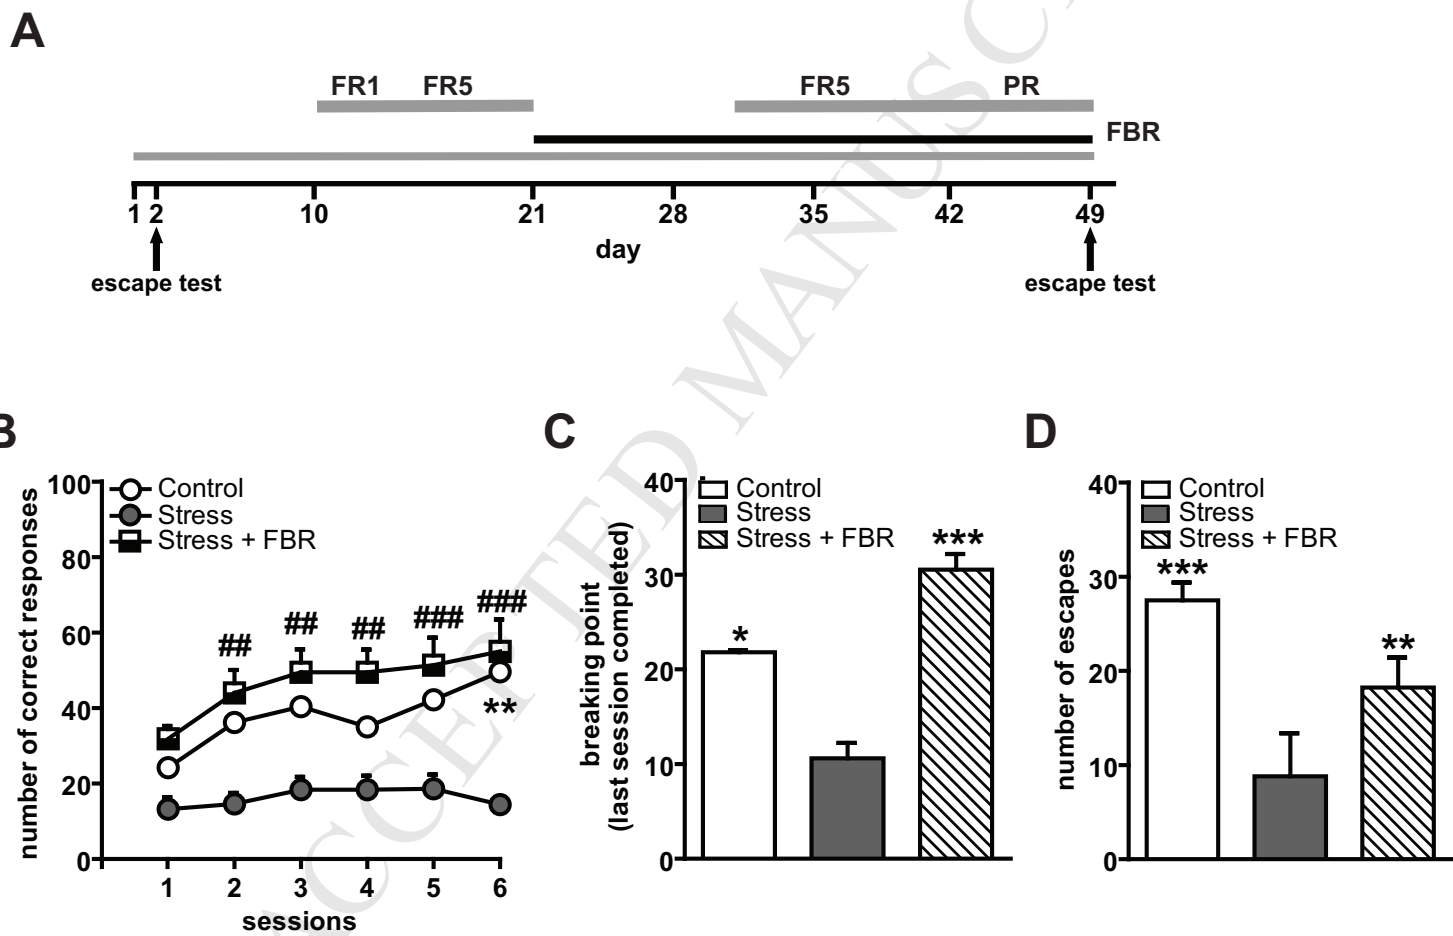 A
FR1 FR5 FR5 PR
FBR
1 2 10 21 28 35 42 49
day
escape test escape test
B
number of correct responses
100
80
60
40
20
0
Control
Stress
Stress + FBR
## ## ## ### ###
**
1 2 3 4 5 6
sessions
C
breaking point
(last session completed)
40
30
20
10
0
Control
Stress
Stress + FBR
* ***
D
number of escapes
40
30
20
10
0
Control
Stress
Stress + FBR
*** **
ACCEPTED MANUSC